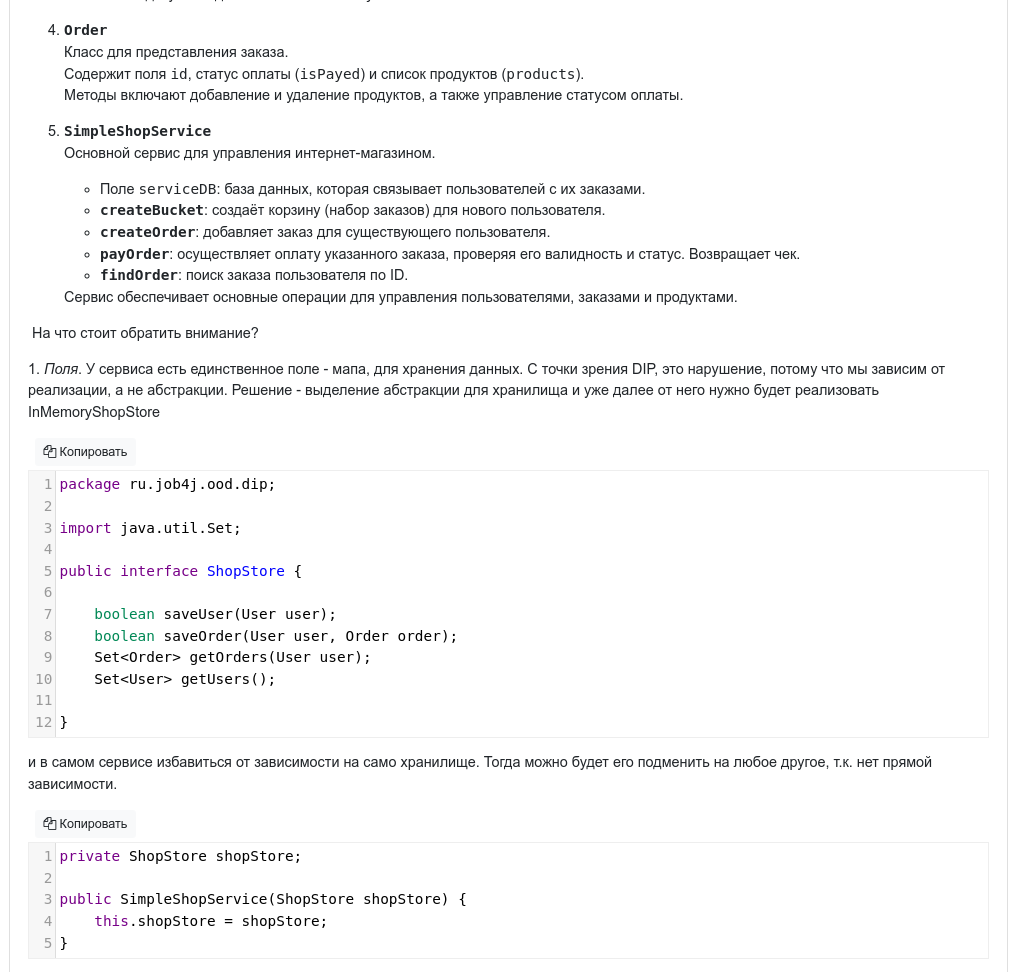 4. Order
Класс для представления заказа.
Содержит поля id, статус оплаты (isPayed) и список продуктов (products).
Методы включают добавление и удаление продуктов, а также управление статусом оплаты.
5. SimpleShopService
Основной сервис для управления интернет-магазином.
Поле serviceDB: база данных, которая связывает пользователей с их заказами.
createBucket: создаёт корзину (набор заказов) для нового пользователя.
createOrder: добавляет заказ для существующего пользователя.
payOrder: осуществляет оплату указанного заказа, проверяя его валидность и статус. Возвращает чек.
findOrder: поиск заказа пользователя по ID.
Сервис обеспечивает основные операции для управления пользователями, заказами и продуктами.
На что стоит обратить внимание?
1. Поля. У сервиса есть единственное поле - мапа, для хранения данных. С точки зрения DIP, это нарушение, потому что мы зависим от
реализации, а не абстракции. Решение - выделение абстракции для хранилища и уже далее от него нужно будет реализовать
InMemoryShopStore
Копировать
1 package ru.job4j.ood.dip;
2
3 import java.util.Set;
4
5 public interface ShopStore {
6
7     boolean saveUser(User user);
8     boolean saveOrder(User user, Order order);
9     Set<Order> getOrders(User user);
10     Set<User> getUsers();
11
12 }
и в самом сервисе избавиться от зависимости на само хранилище. Тогда можно будет его подменить на любое другое, т.к. нет прямой
зависимости.
Копировать
1 private ShopStore shopStore;
2
3 public SimpleShopService(ShopStore shopStore) {
4     this.shopStore = shopStore;
5 }